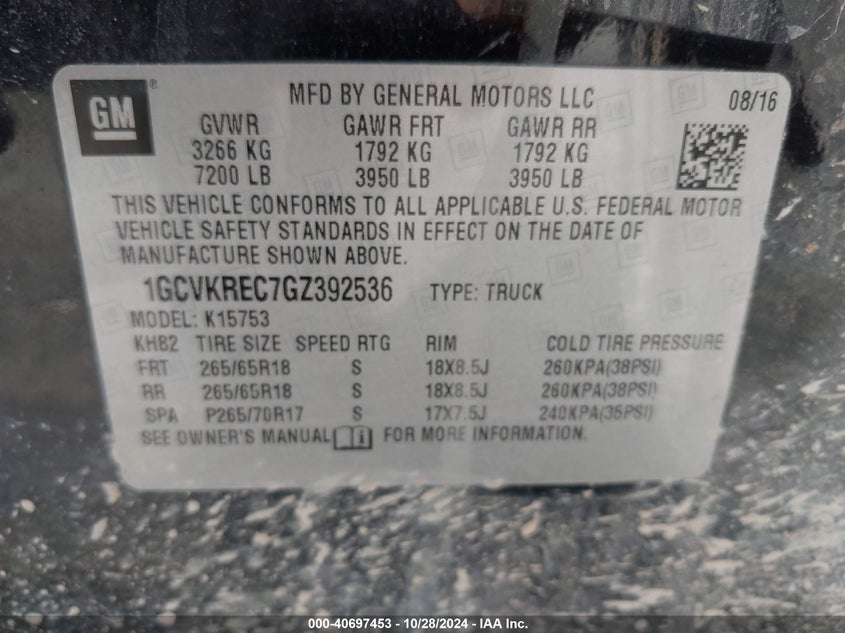 GM
®
MFD BY GENERAL MOTORS LLC
08/16
GVWR GAWR FRT GAWR RR
3266 KG 1792 KG 1792 KG
7200 LB 3950 LB 3950 LB
THIS VEHICLE CONFORMS TO ALL APPLICABLE U.S. FEDERAL MOTOR
VEHICLE SAFETY STANDARDS IN EFFECT ON THE DATE OF
MANUFACTURE SHOWN ABOVE.
1GCVKREC7GZ392536 TYPE: TRUCK
MODEL: K15753
KH82 TIRE SIZE SPEED RTG RIM COLD TIRE PRESSURE
FRT 265/65R18 S 18X8.5J 260KPA(38PSI)
RR 265/65R18 S 18X8.5J 260KPA(38PSI)
SPA P265/70R17 S 17X7.5J 240KPA(35PSI)
SEE OWNER'S MANUAL FOR MORE INFORMATION.
000-40697453 - 10/28/2024 - IAA Inc.